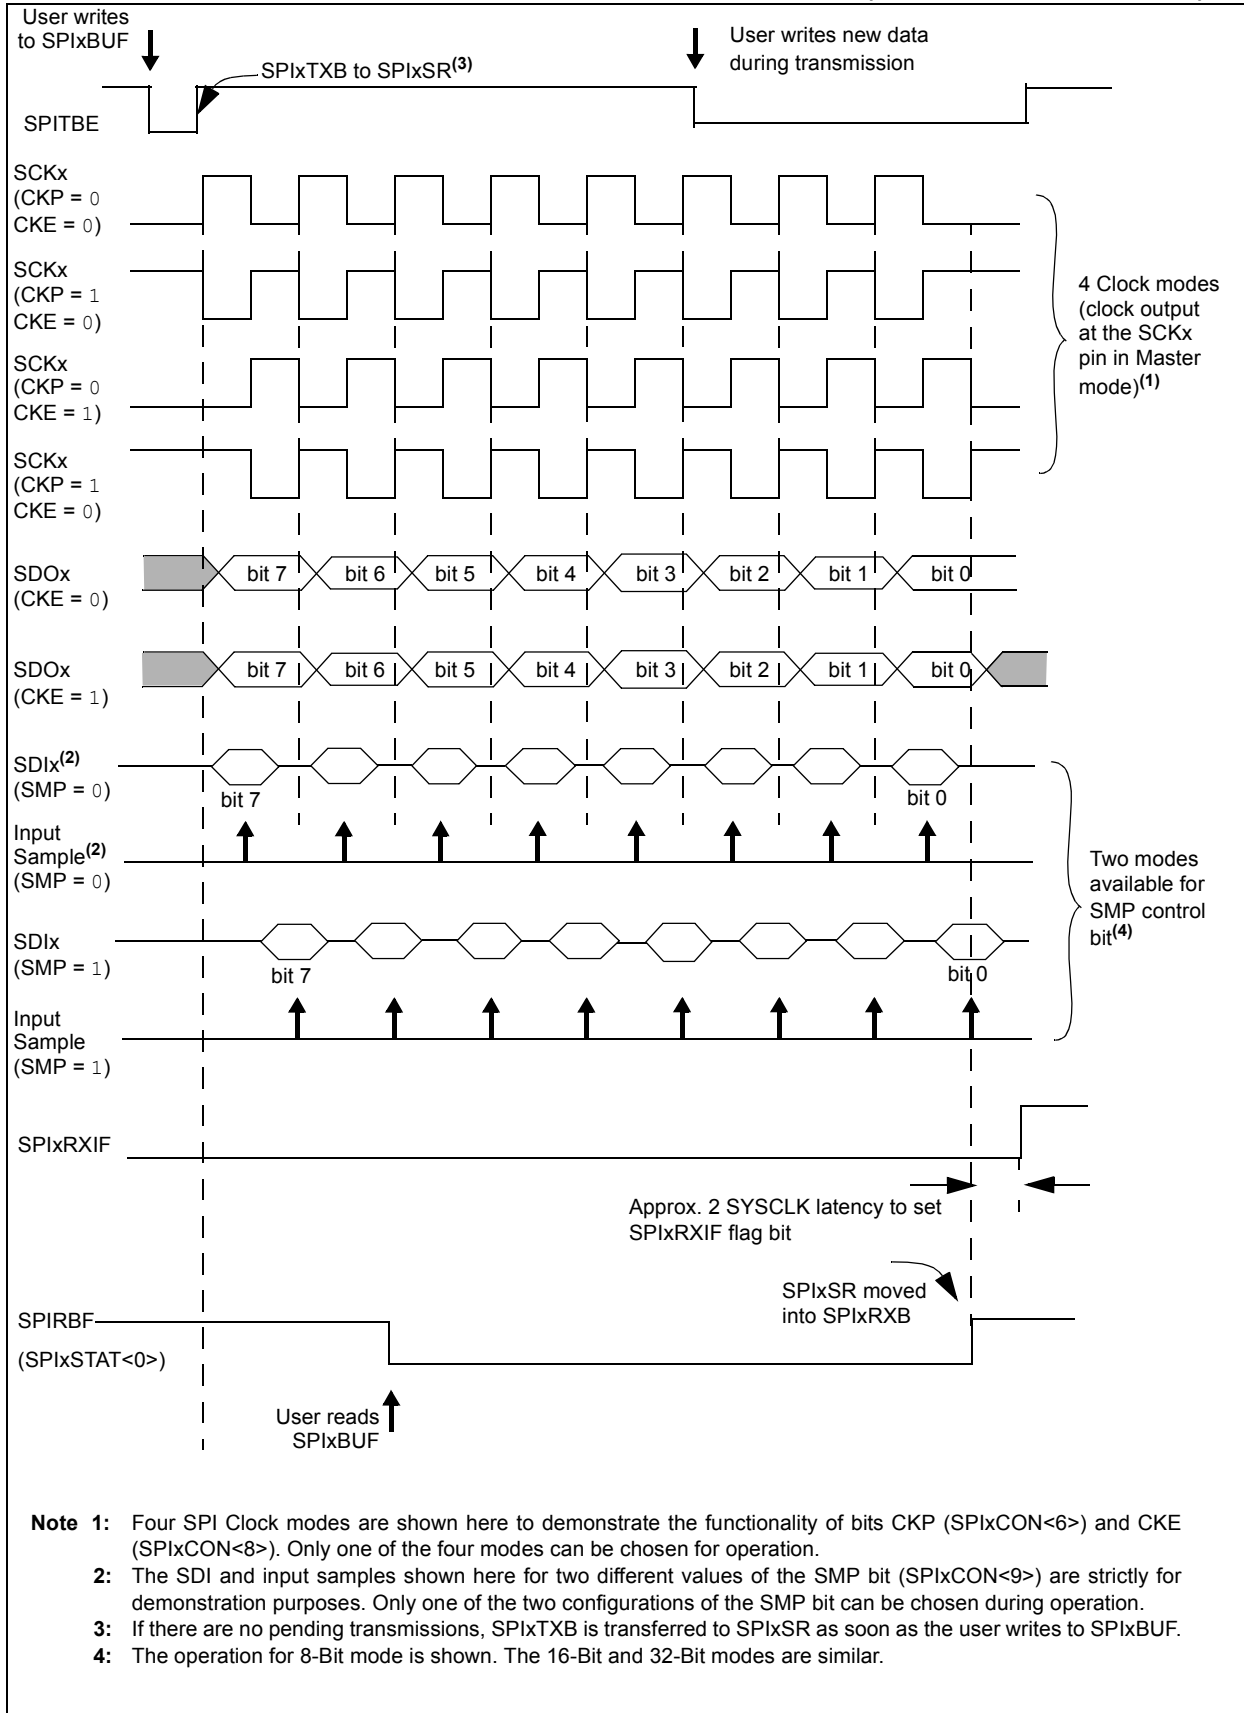 User writes
to SPIxBUF
User writes new data
during transmission
SPIxTXB to SPIxSR(3)
SPITBE
SCKx
(CKP = 0
CKE = 0)
SCKx
(CKP = 1
CKE = 0)
SCKx
(CKP = 0
CKE = 1)
SCKx
(CKP = 1
CKE = 0)
4 Clock modes
(clock output
at the SCKx
pin in Master
mode)(1)
SDOx
(CKE = 0)
bit 7 bit 6 bit 5 bit 4 bit 3 bit 2 bit 1 bit 0
SDOx
(CKE = 1)
bit 7 bit 6 bit 5 bit 4 bit 3 bit 2 bit 1 bit 0
SDIx(2)
(SMP = 0)
bit 7 bit 0
Input
Sample(2)
(SMP = 0)
SDIx
(SMP = 1)
bit 7 bit 0
Input
Sample
(SMP = 1)
Two modes
available for
SMP control
bit(4)
SPIxRXIF
Approx. 2 SYSCLK latency to set
SPIxRXIF flag bit
SPIxSR moved
into SPIxRXB
SPIRBF
(SPIxSTAT<0>)
User reads
SPIxBUF
Note 1: Four SPI Clock modes are shown here to demonstrate the functionality of bits CKP (SPIxCON<6>) and CKE
(SPIxCON<8>). Only one of the four modes can be chosen for operation.
2: The SDI and input samples shown here for two different values of the SMP bit (SPIxCON<9>) are strictly for
demonstration purposes. Only one of the two configurations of the SMP bit can be chosen during operation.
3: If there are no pending transmissions, SPIxTXB is transferred to SPIxSR as soon as the user writes to SPIxBUF.
4: The operation for 8-Bit mode is shown. The 16-Bit and 32-Bit modes are similar.